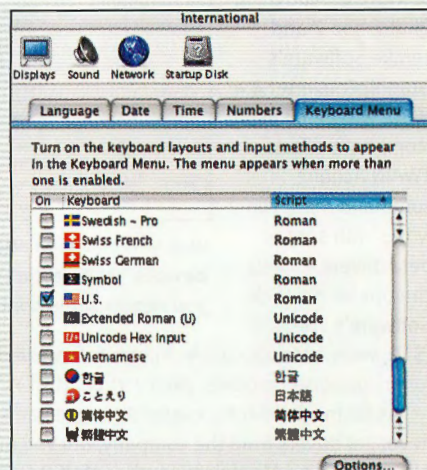 International
Displays Sound Network Startup Disk
Language Date Time Numbers Keyboard Menu
Turn on the keyboard layouts and input methods to appear
in the Keyboard Menu. The menu appears when more than
one is enabled.
On Keyboard Script
Swedish - Pro Roman
Swiss French Roman
Swiss German Roman
Symbol Roman
U.S. Roman
Extended Roman (U) Unicode
Unicode Hex Input Unicode
Vietnamese Unicode
한글 한글
ことえり 日本語
简体中文 简体中文
繁體中文 繁體中文
Options...